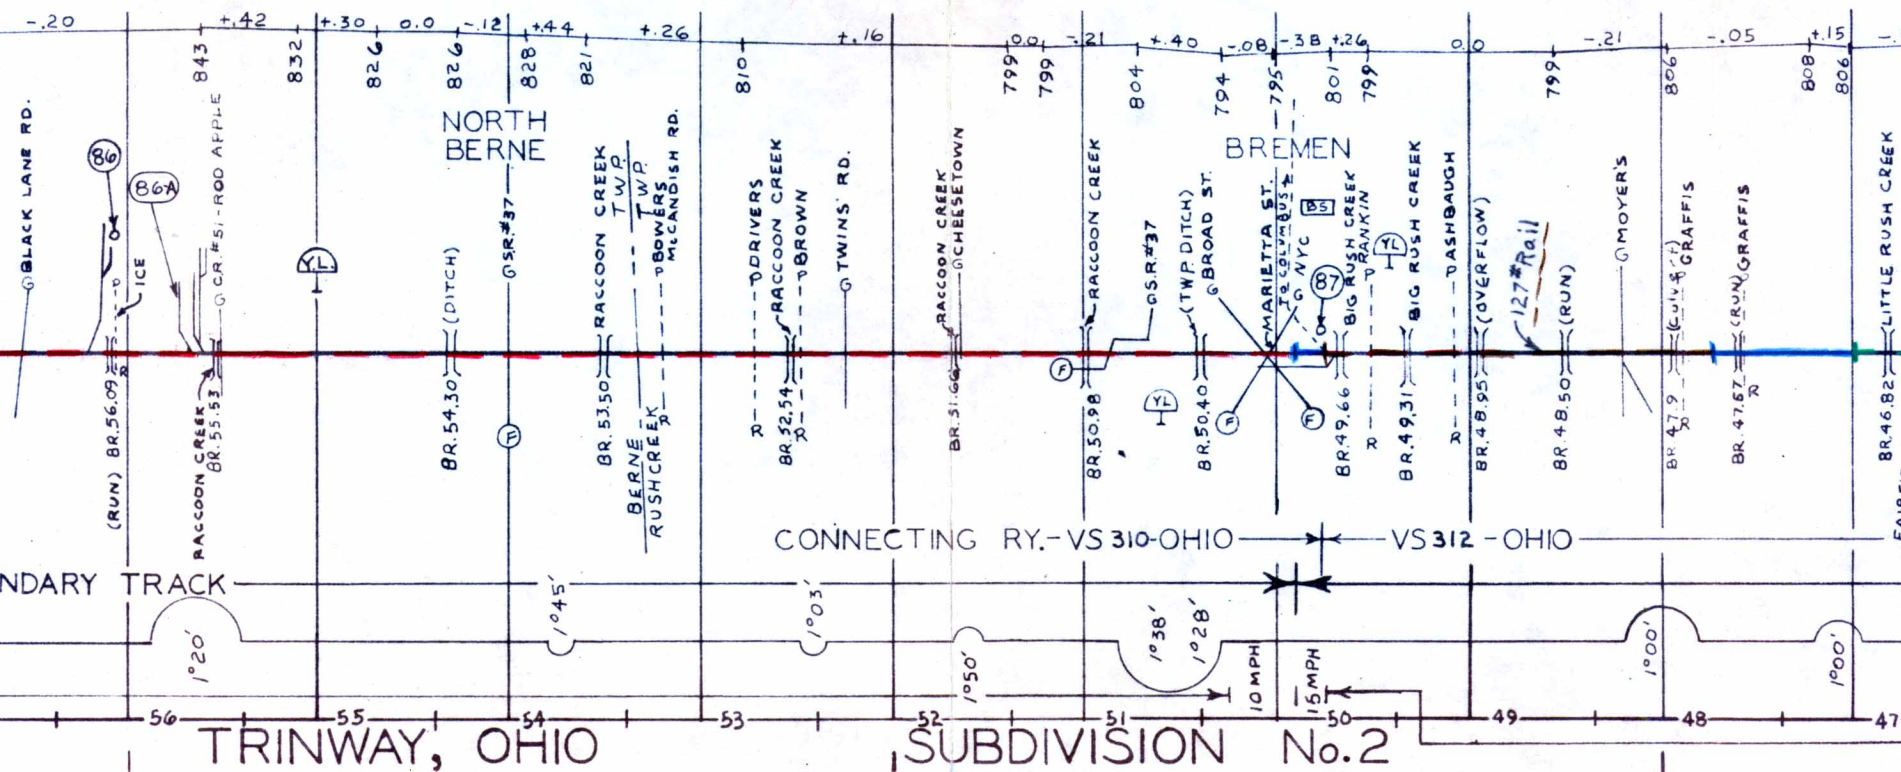 -.20 +.42 +.30 0.0 -.12 +.44 +.26 +.16 0.0 -.21 +.40 -.08 -.38 +.26 0.0 -.21 -.05 +.15
843 832 826 826 828 821 810 799 799 804 794 795 801 799 799 806 808 806
NORTH
BERNE
BREMEN
BLACK LANE RD.
86
86A
ICE
C.R.#51-ROD APPLE
Y.L.
(DITCH)
S.R.#37
RACCOON CREEK
TWP.
TWP.
BOWERS
McCANDISH RD.
DRIVERS
RACCOON CREEK
BROWN
TWINS' RD.
RACCOON CREEK
CHEESETOWN
RACCOON CREEK
S.R.#37
(TWP. DITCH)
BROAD ST.
MARIETTA ST.
TO COLUMBUS
NYC
BS
87
BIG RUSH CREEK
RANKIN
YL
BIG RUSH CREEK
DASHBAUGH
(OVERFLOW)
127# Rail
(RUN)
MOYER'S
GRAFFIS
(RUN)
GRAFFIS
LITTLE RUSH CREEK
(RUN) BR.56.09
R
RACCOON CREEK
BR.55.53
BR.54.30
F
BR.53.50
BERNE
RUSHCREEK
R
R
BR.52.54
R
BR.51.66
F
BR.50.98
YL
BR.50.40
F
F
BR.49.66
R
BR.49.31
R
BR.48.95
BR.48.50
BR.47.9
R
BR.47.67
R
BR.46.82
CONNECTING RY.-VS 310-OHIO VS 312 - OHIO
NDARY TRACK
1°20' 1°45' 1°03' 1°50' 1°38' 1°28' 1°00' 1°00'
10 MPH 15 MPH
56 55 54 53 52 51 50 49 48 47
TRINWAY, OHIO SUBDIVISION No.2